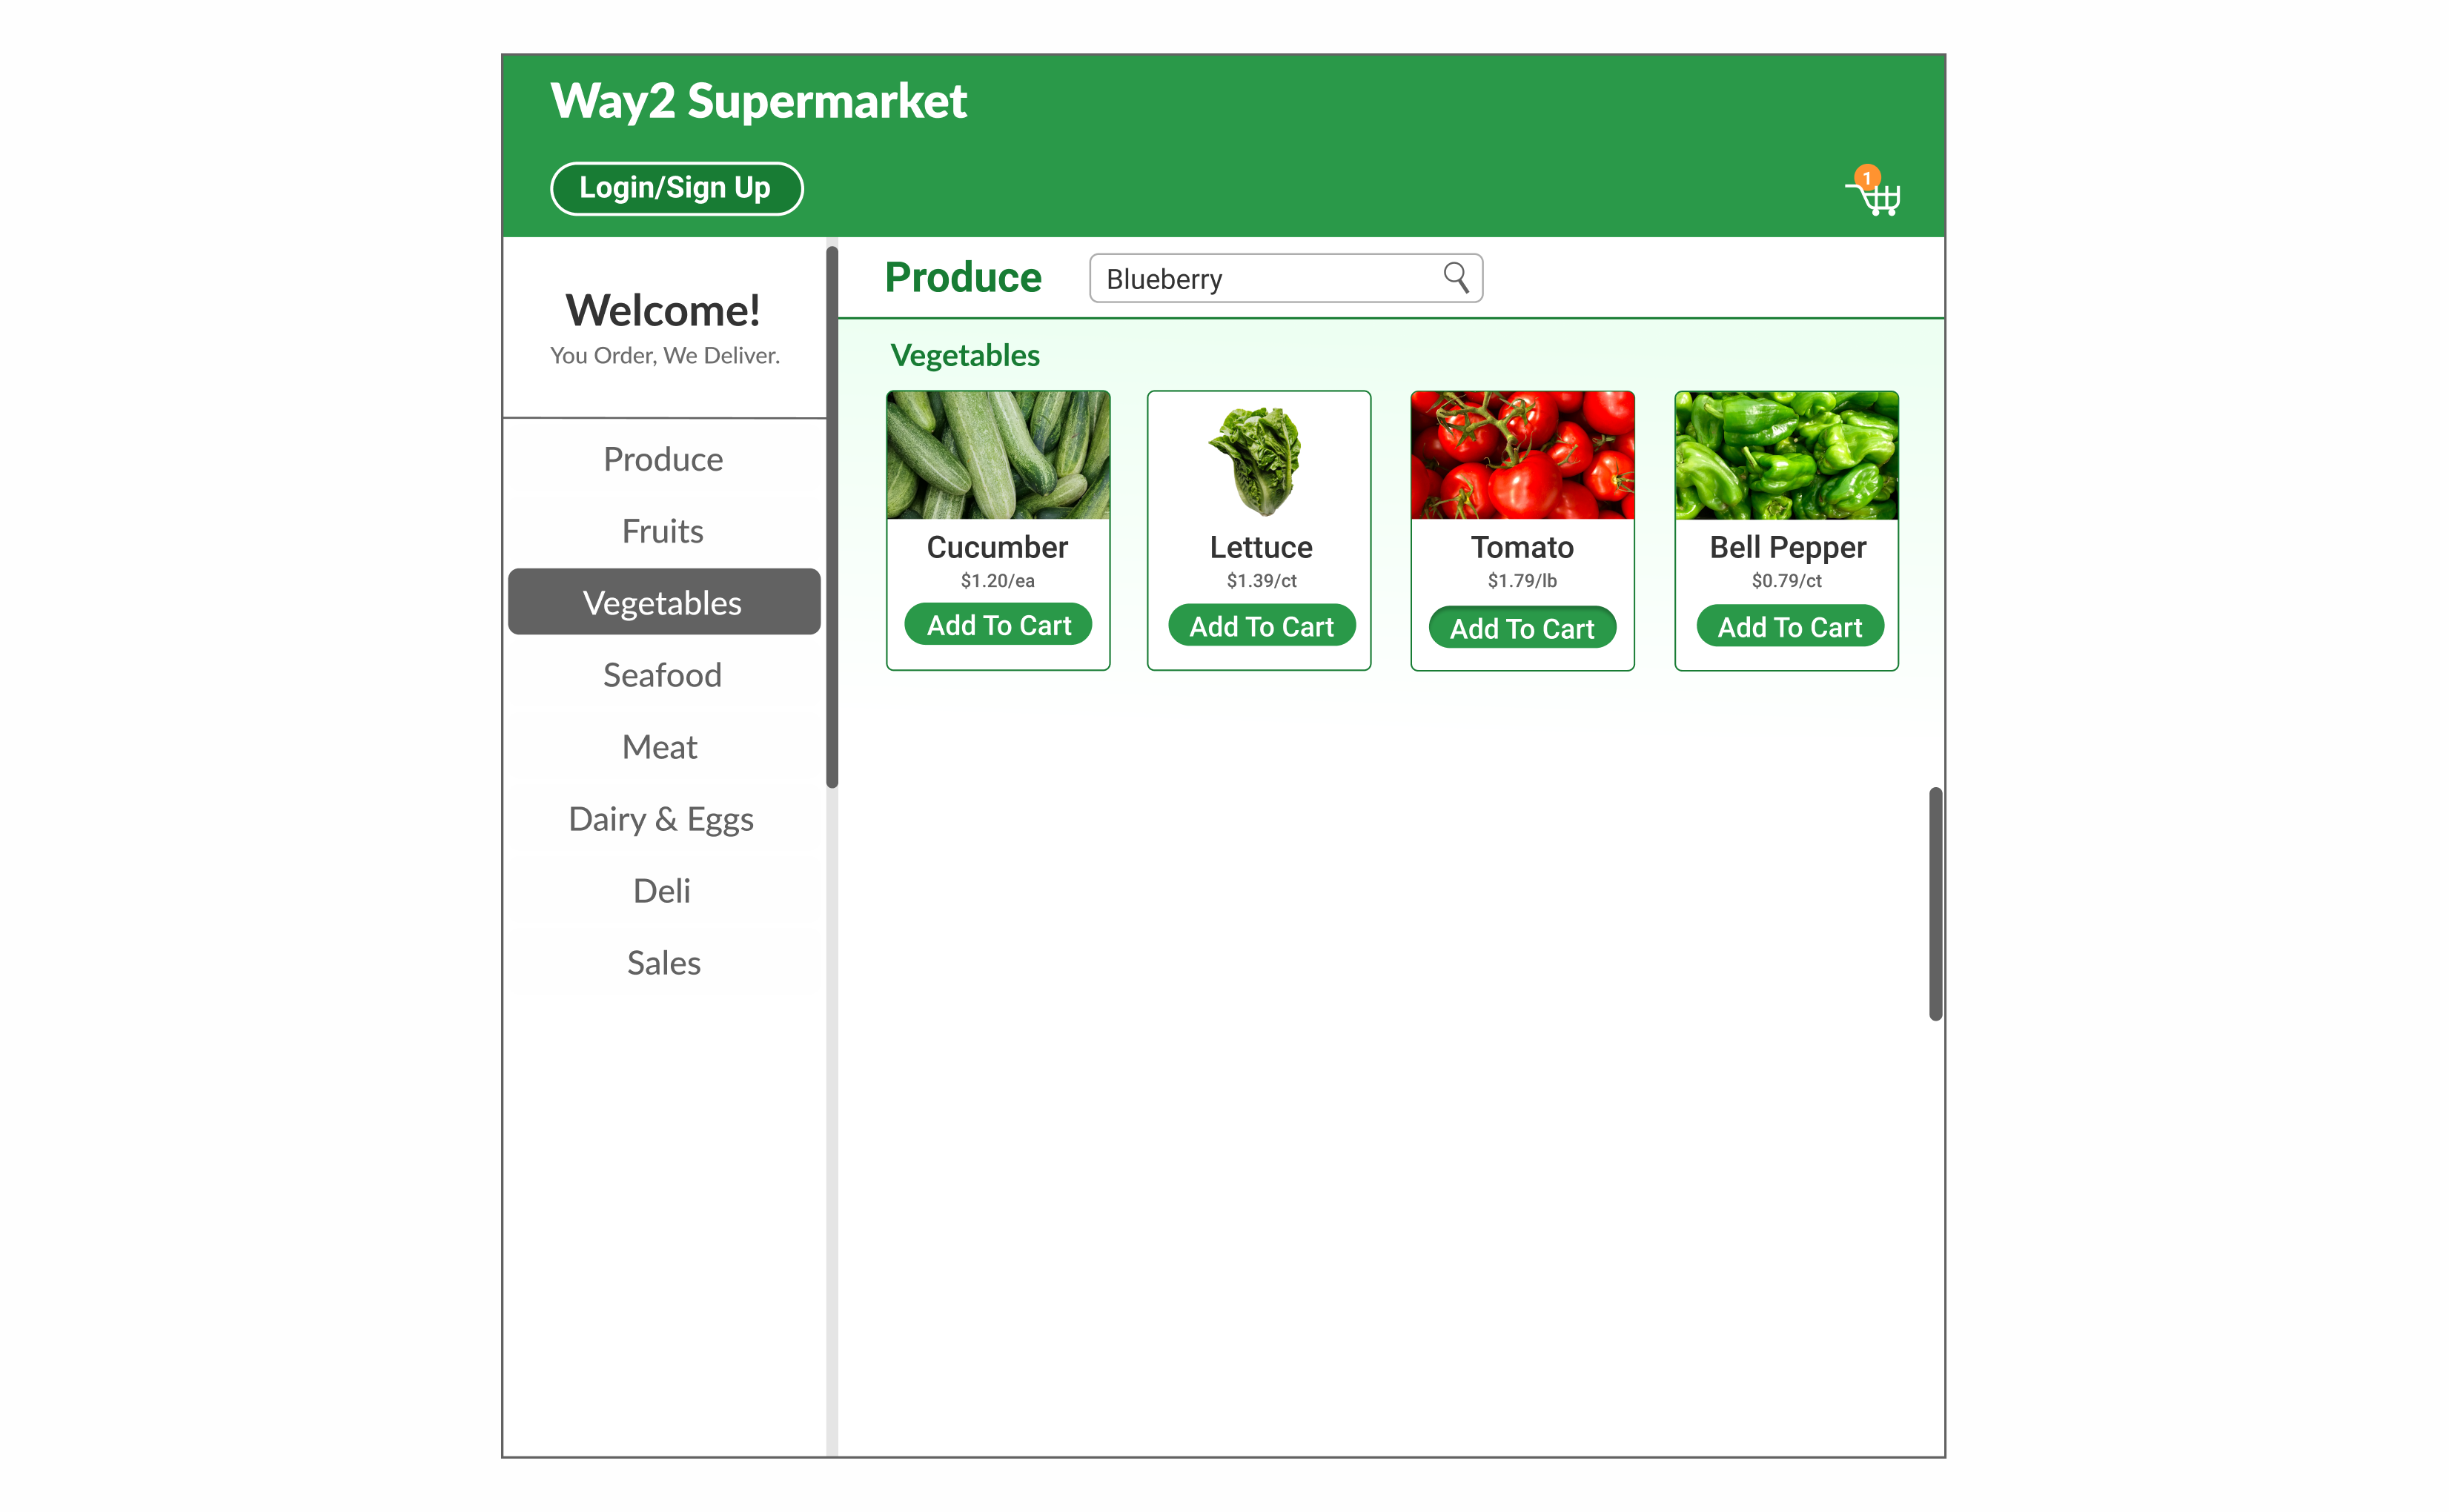 Way2 Supermarket
Login/Sign Up
1
Welcome!
You Order, We Deliver.
Produce
Fruits
Vegetables
Seafood
Meat
Dairy & Eggs
Deli
Sales
Produce
Blueberry
Vegetables
Cucumber
$1.20/ea
Add To Cart
Lettuce
$1.39/ct
Add To Cart
Tomato
$1.79/lb
Add To Cart
Bell Pepper
$0.79/ct
Add To Cart